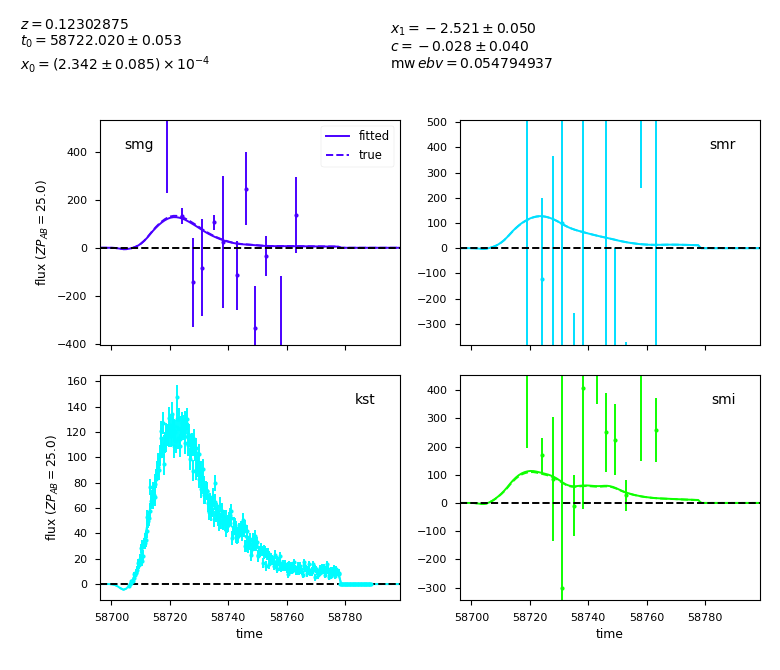 z = 0.12302875
t₀ = 58722.020 ± 0.053
x₀ = (2.342 ± 0.085) × 10⁻⁴
x₁ = −2.521 ± 0.050
c = −0.028 ± 0.040
mw ebv = 0.054794937
smg
fitted
true
flux (ZP_AB = 25.0)
400
200
0
−200
−400
smr
500
400
300
200
100
0
−100
−200
−300
kst
flux (ZP_AB = 25.0)
160
140
120
100
80
60
40
20
0
58700 58720 58740 58760 58780
time
smi
400
300
200
100
0
−100
−200
−300
58700 58720 58740 58760 58780
time